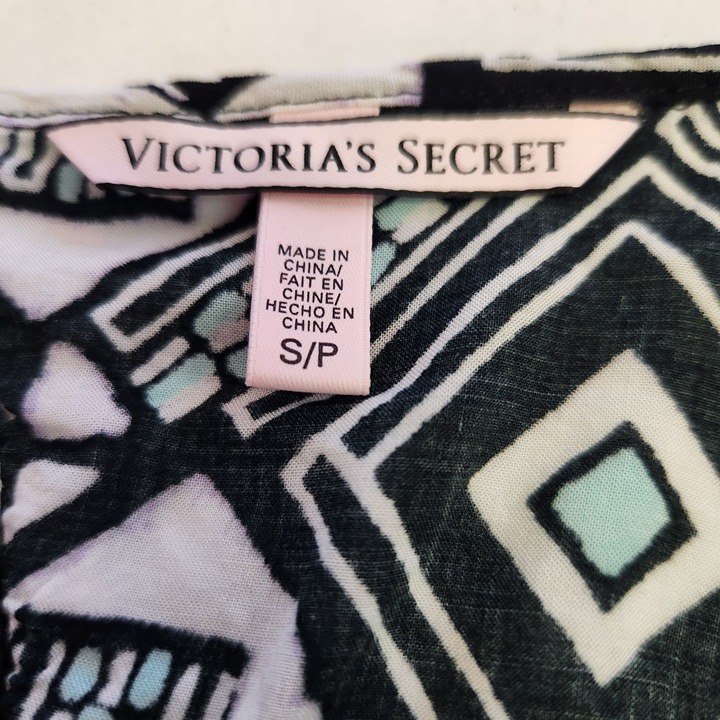 VICTORIA'S SECRET
MADE IN
CHINA/
FAIT EN
CHINE/
HECHO EN
CHINA
S/P